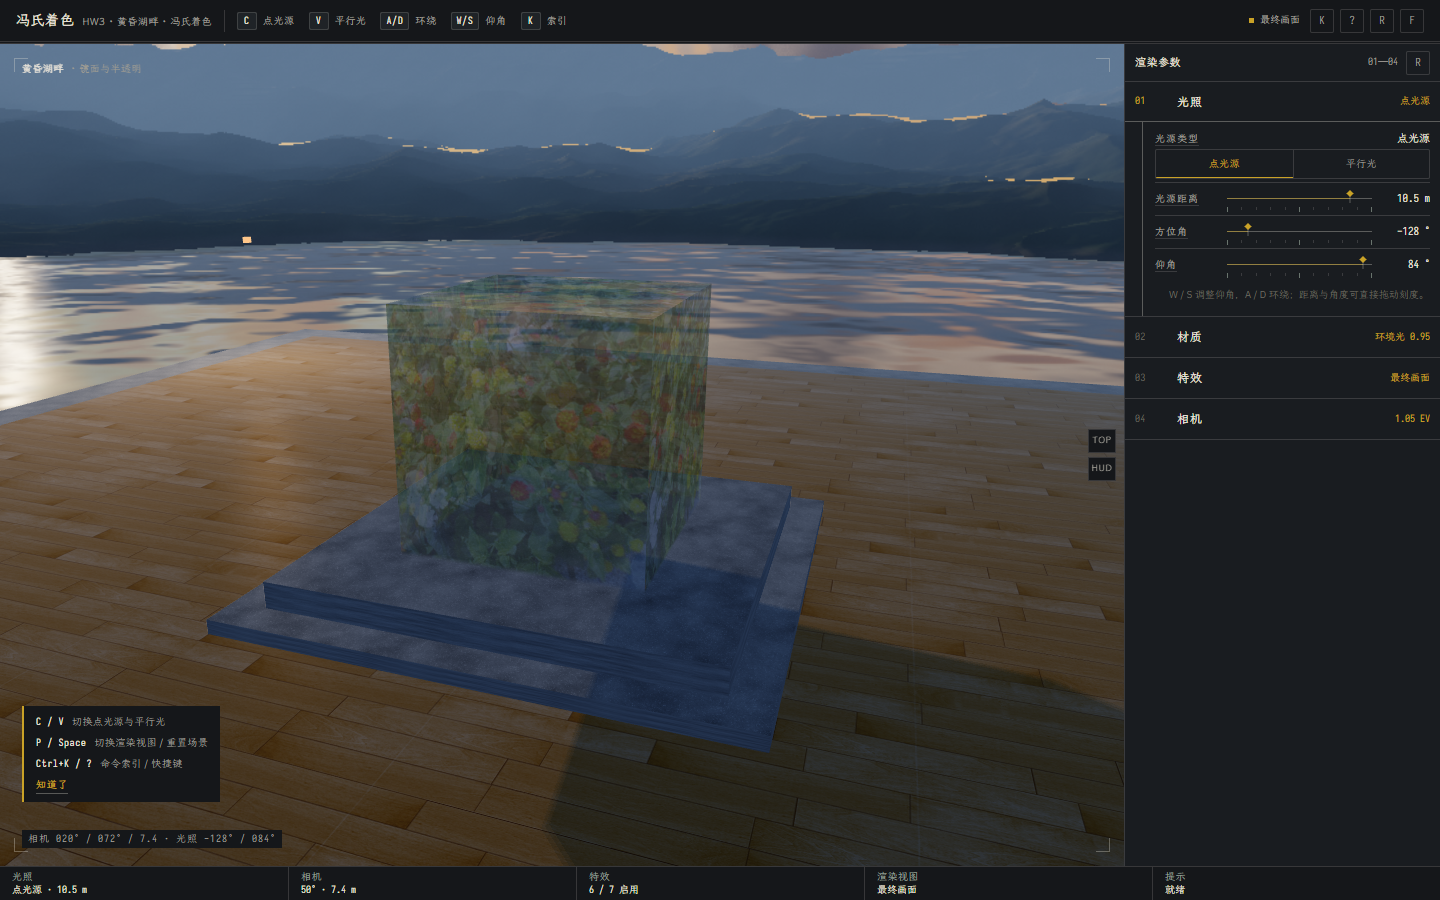 冯氏着色 HW3·黄昏湖畔·冯氏着色 C 点光源 V 平行光 A/D 环绕 W/S 仰角 K 索引 最终画面 K ? R F
黄昏湖畔 · 镜面与半透明
渲染参数 01—04 R
01 光照 点光源
光源类型 点光源
点光源 平行光
光源距离 10.5 m
方位角 -128 °
仰角 84 °
W/S 调整仰角, A/D 环绕; 距离与角度可直接拖动刻度。
02 材质 环境光 0.95
03 特效 最终画面
04 相机 1.05 EV
TOP
HUD
C / V 切换点光源与平行光
P / Space 切换渲染视图 / 重置场景
Ctrl+K / ? 命令索引 / 快捷键
知道了
相机 020° / 072° / 7.4 · 光照 -128° / 084°
光照 相机 特效 渲染视图 提示
点光源 · 10.5 m 50° · 7.4 m 6 / 7 启用 最终画面 就绪